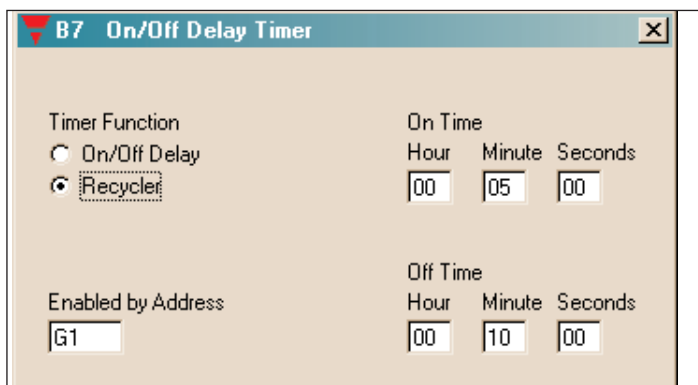 B7 On/Off Delay Timer
Timer Function
On/Off Delay
Recycler
On Time
Hour Minute Seconds
00 05 00
Enabled by Address
G1
Off Time
Hour Minute Seconds
00 10 00